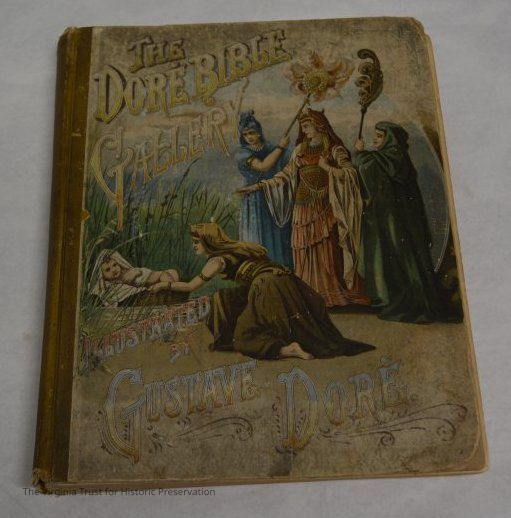 THE
DORÉ BIBLE
GALLERY
ILLUSTRATED
BY
GUSTAVE DORÉ
The Virginia Trust for Historic Preservation